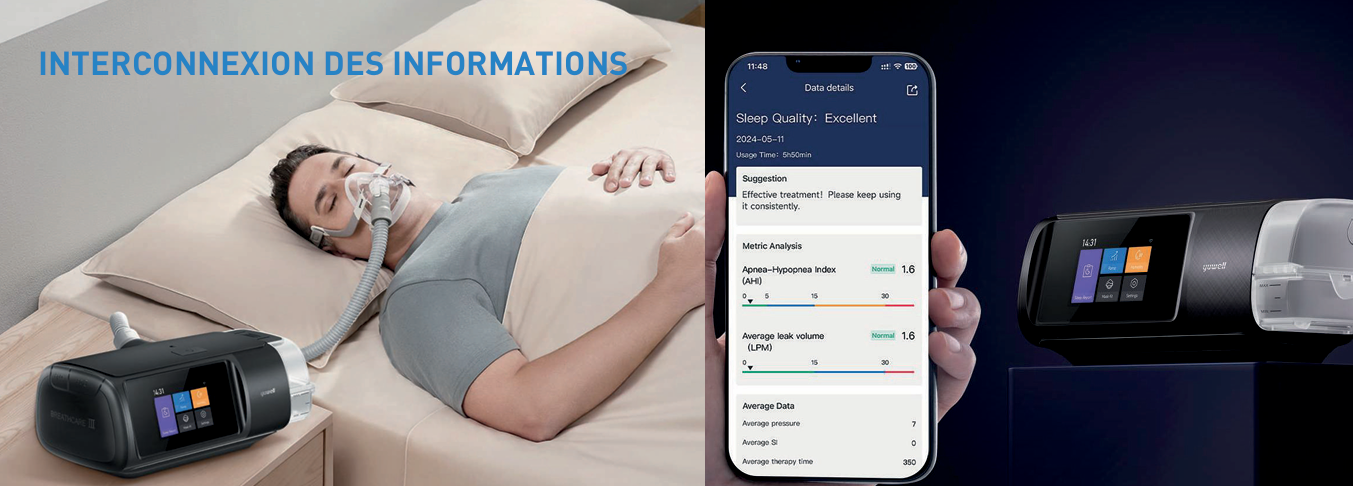 INTERCONNEXION DES INFORMATIONS
BREATHCARE III
14:31
yuwell
11:48
100
Data details
Sleep Quality: Excellent
2024-05-11
Usage Time: 5h50min
Suggestion
Effective treatment! Please keep using
it consistently.
Metric Analysis
Apnea-Hypopnea Index
(AHI)
Normal 1.6
0 5 15 30
Average leak volume
(LPM)
Normal 1.6
0 15 30
Average Data
Average pressure 7
Average SI 0
Average therapy time 350
14:31
Settings
yuwell